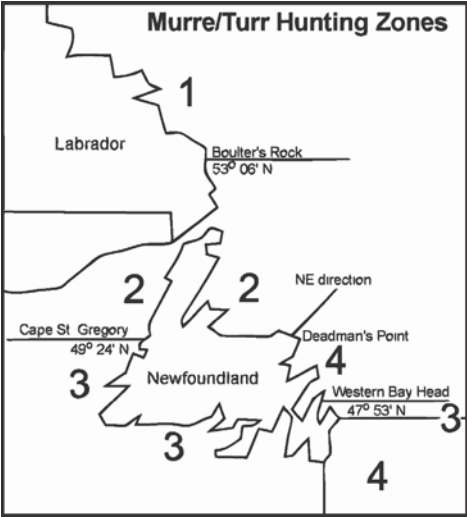 Murre/Turr Hunting Zones
1
Labrador
Boulter's Rock
53° 06' N
2
2
NE direction
Cape St Gregory
49° 24' N
Deadman's Point
3
Newfoundland
4
Western Bay Head
47° 53' N
3
3
4